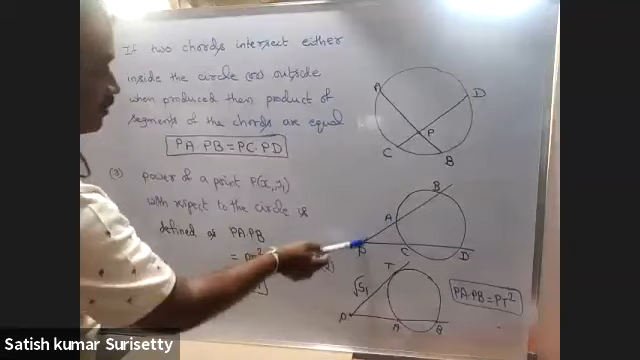 If two chords intersect either
inside the circle (or) outside
when produced then product of
segments of the chords are equal
PA.PB = PC.PD
(3) power of a point P(x₁,y₁)
with respect to the circle is
defined as PA.PB
A
D
P
C
B
B
A
P
C
D
T
√S₁
P
A
B
PA.PB = PT²
Satish kumar Surisetty